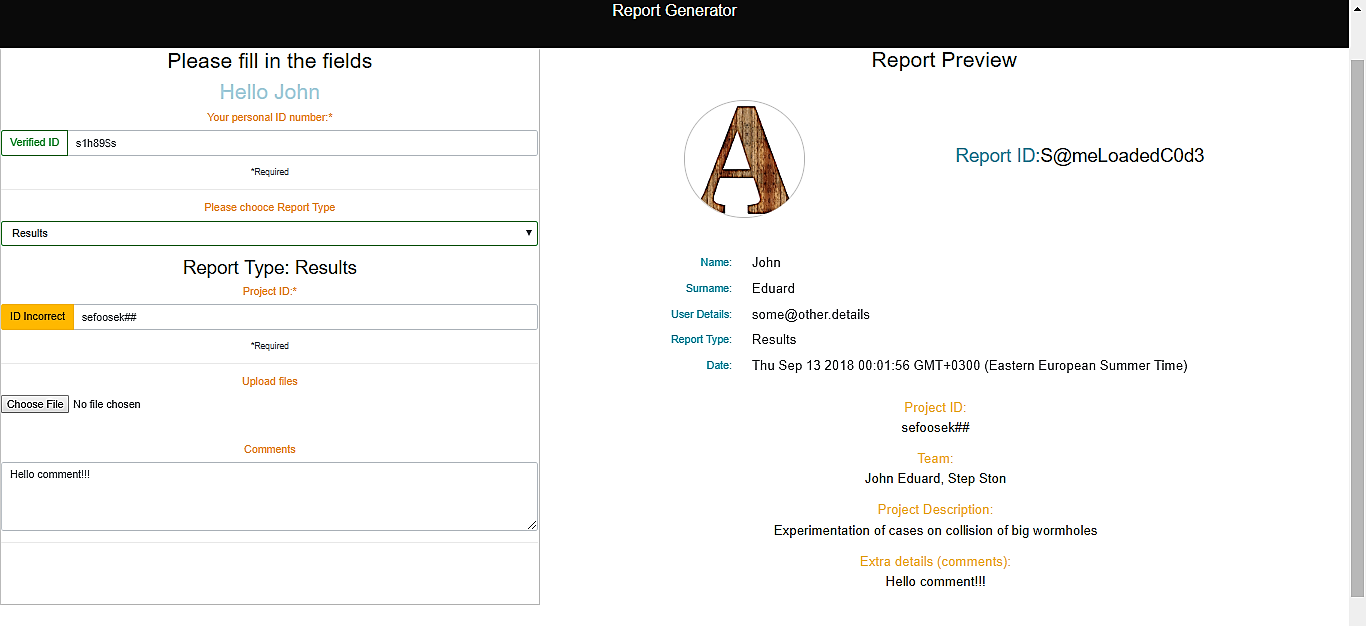 Report Generator
Please fill in the fields
Hello John
Your personal ID number:*
Verified ID s1h89Ss
*Required
Please chooce Report Type
Results
Report Type: Results
Project ID:*
ID Incorrect sefoosek##
*Required
Upload files
Choose File No file chosen
Comments
Hello comment!!!
Report Preview
A
Report ID:S@meLoadedC0d3
Name: John
Surname: Eduard
User Details: some@other.details
Report Type: Results
Date: Thu Sep 13 2018 00:01:56 GMT+0300 (Eastern European Summer Time)
Project ID:
sefoosek##
Team:
John Eduard, Step Ston
Project Description:
Experimentation of cases on collision of big wormholes
Extra details (comments):
Hello comment!!!